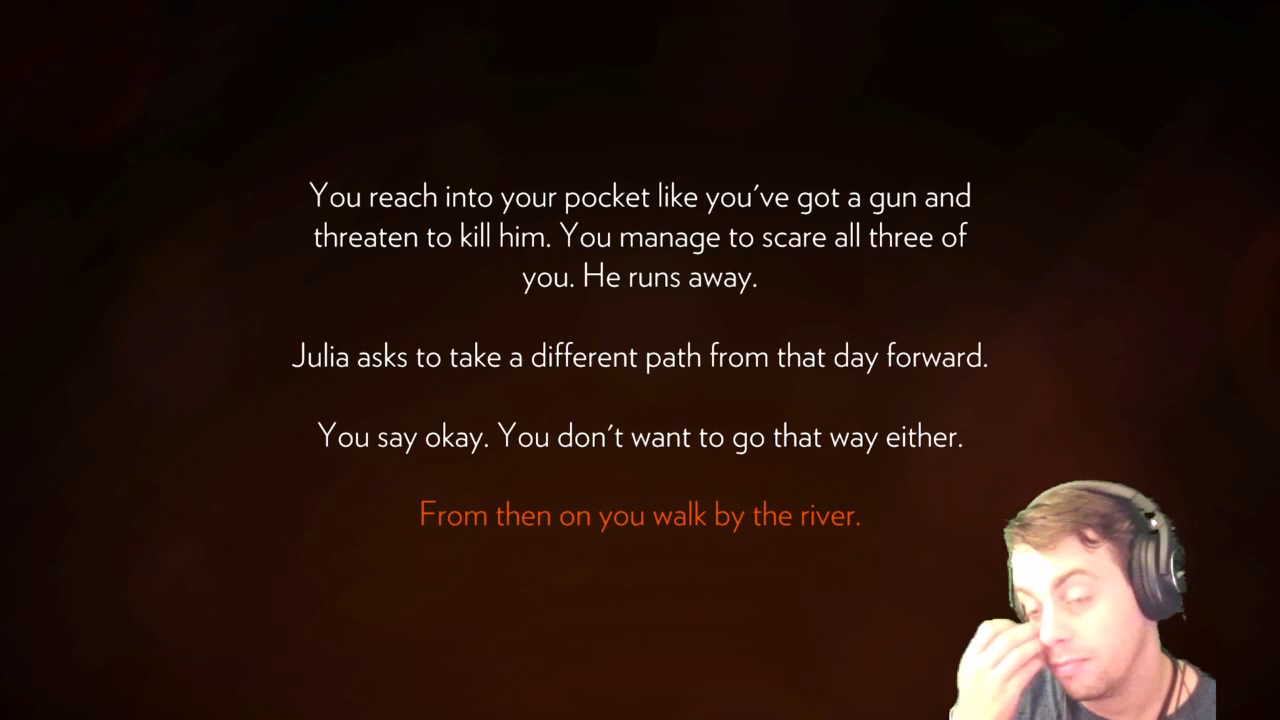 You reach into your pocket like you've got a gun and
threaten to kill him. You manage to scare all three of
you. He runs away.
Julia asks to take a different path from that day forward.
You say okay. You don't want to go that way either.
From then on you walk by the river.